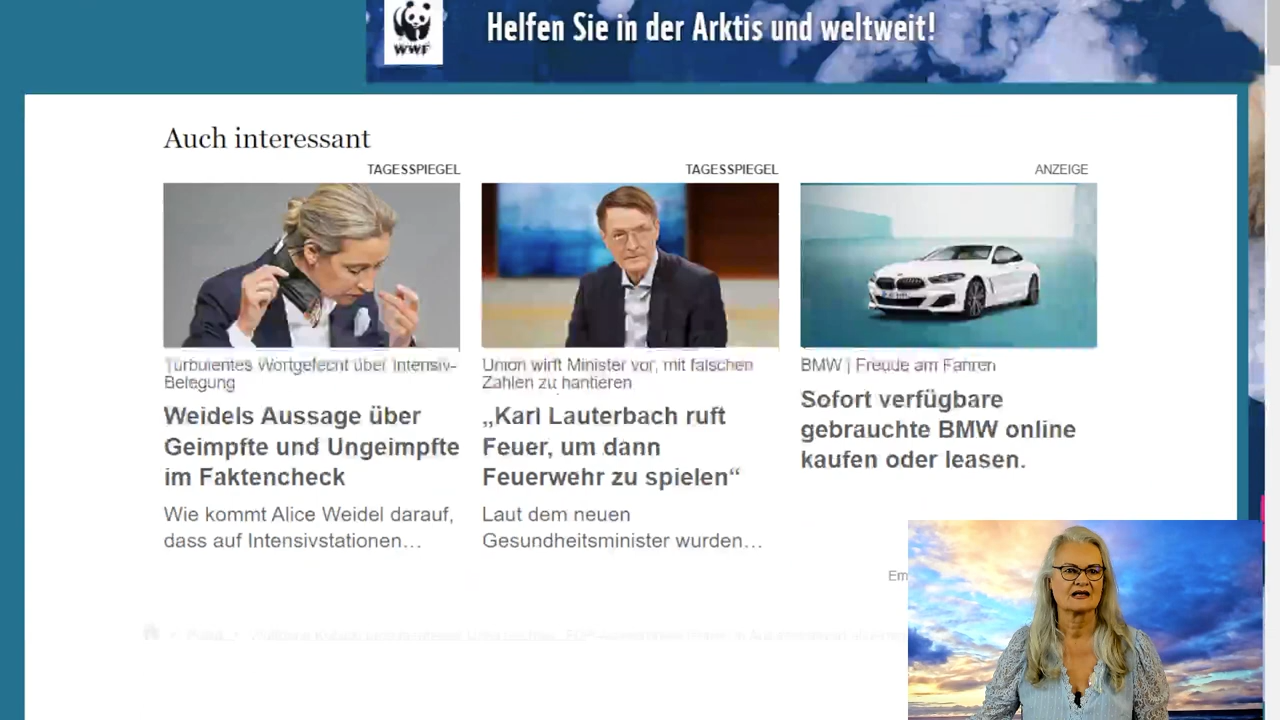 WWF
Helfen Sie in der Arktis und weltweit!
Auch interessant
TAGESSPIEGEL
TAGESSPIEGEL
ANZEIGE
Turbulentes Wortgefecht über Intensiv-
Belegung
Weidels Aussage über
Geimpfte und Ungeimpfte
im Faktencheck
Wie kommt Alice Weidel darauf,
dass auf Intensivstationen…
Union wirft Minister vor, mit falschen
Zahlen zu hantieren
„Karl Lauterbach ruft
Feuer, um dann
Feuerwehr zu spielen“
Laut dem neuen
Gesundheitsminister wurden…
BMW | Freude am Fahren
Sofort verfügbare
gebrauchte BMW online
kaufen oder leasen.
Em